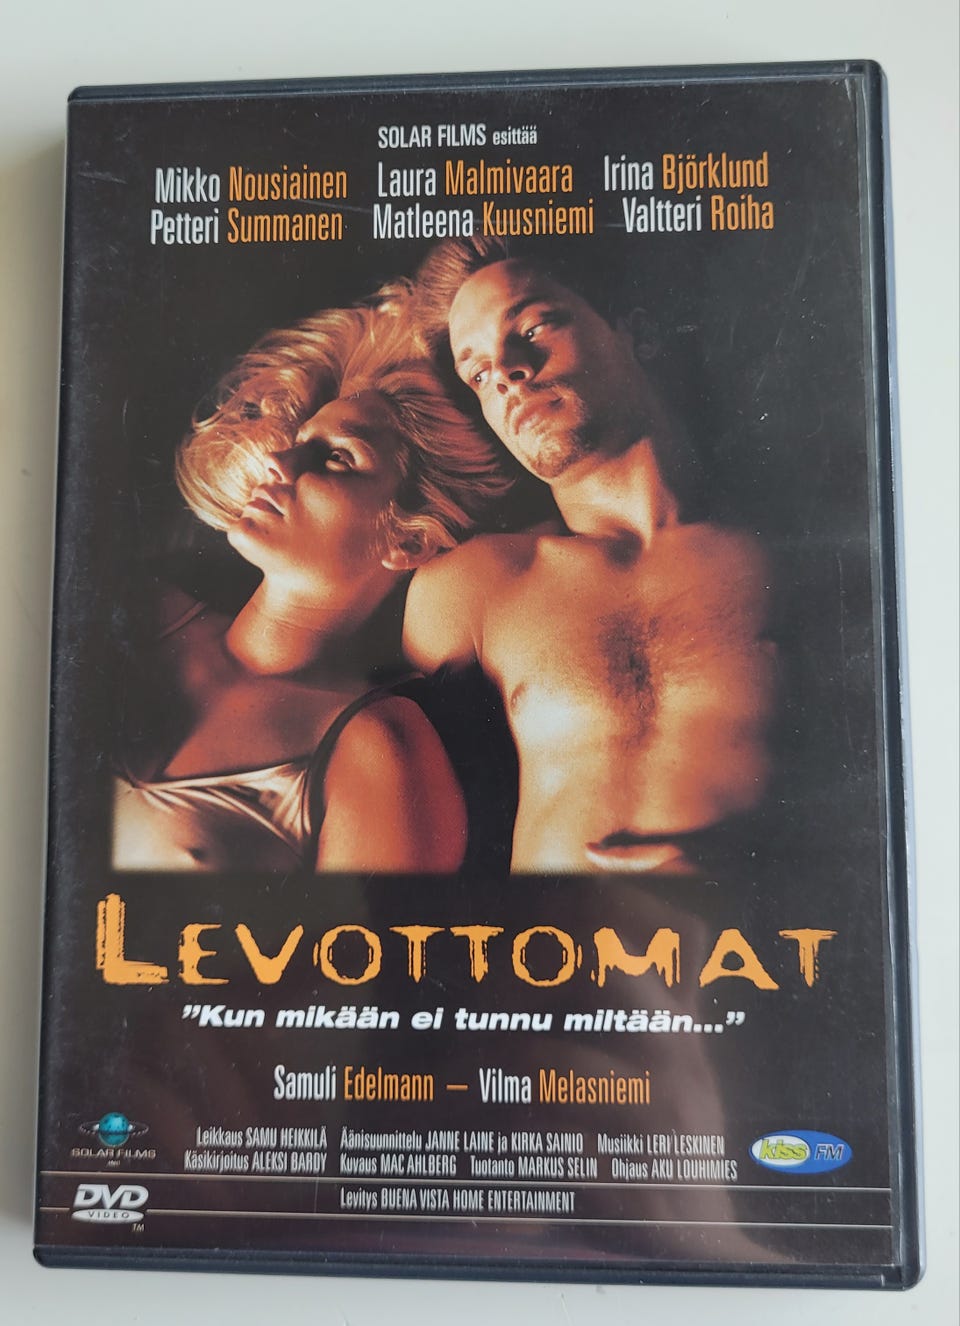 SOLAR FILMS esittää
Mikko Nousiainen Laura Malmivaara Irina Björklund
Petteri Summanen Matleena Kuusniemi Valtteri Roiha
LEVOTTOMAT
”Kun mikään ei tunnu miltään...”
Samuli Edelmann – Vilma Melasniemi
Leikkaus SAMU HEIKKILÄ Äänisuunnittelu JANNE LAINE ja KIRKA SAINIO Musiikki LERI LESKINEN
Käsikirjoitus ALEKSI BARDY Kuvaus MAC AHLBERG Tuotanto MARKUS SELIN Ohjaus AKU LOUHIMIES
Levitys BUENA VISTA HOME ENTERTAINMENT
SOLAR FILMS
kiss FM
DVD
VIDEO
TM